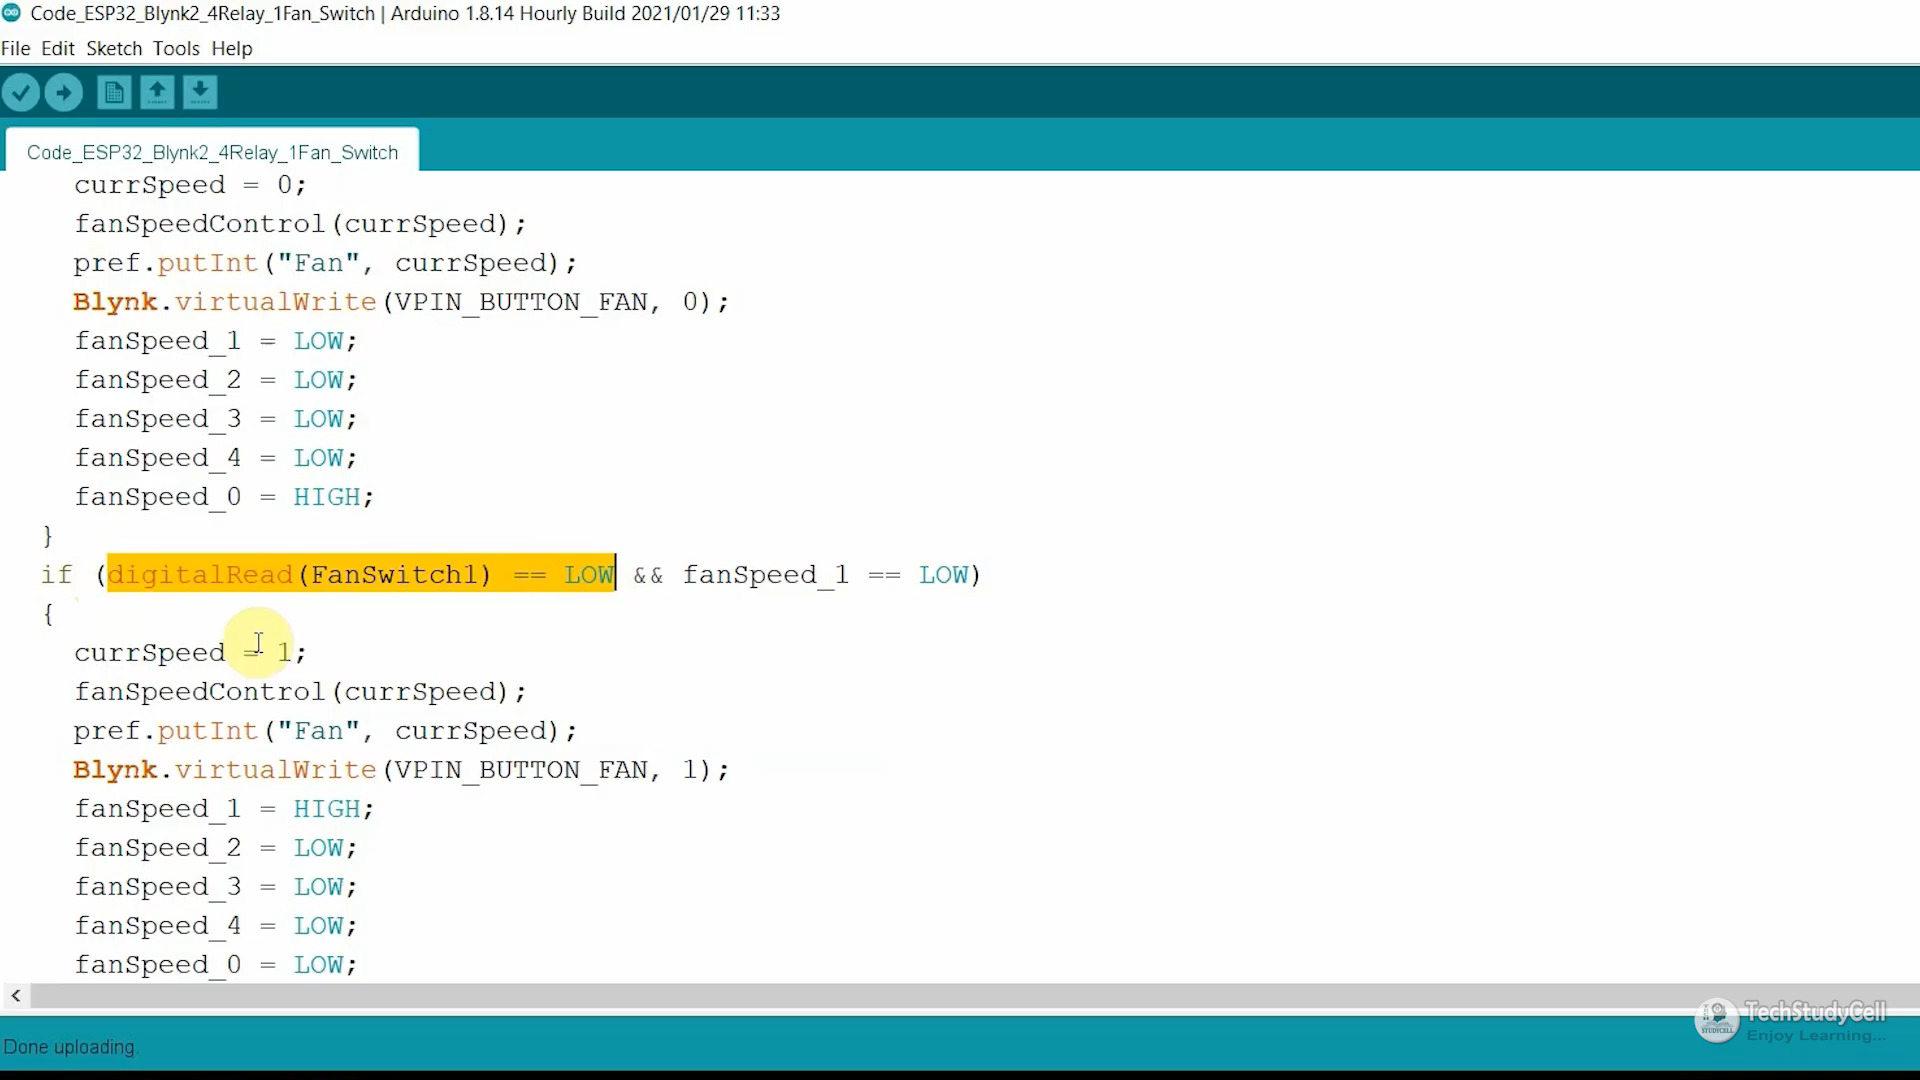 Code_ESP32_Blynk2_4Relay_1Fan_Switch | Arduino 1.8.14 Hourly Build 2021/01/29 11:33
File Edit Sketch Tools Help
Code_ESP32_Blynk2_4Relay_1Fan_Switch
currSpeed = 0;
fanSpeedControl(currSpeed);
pref.putInt("Fan", currSpeed);
Blynk.virtualWrite(VPIN_BUTTON_FAN, 0);
fanSpeed_1 = LOW;
fanSpeed_2 = LOW;
fanSpeed_3 = LOW;
fanSpeed_4 = LOW;
fanSpeed_0 = HIGH;
}
if (digitalRead(FanSwitch1) == LOW && fanSpeed_1 == LOW)
{
currSpeed = 1;
fanSpeedControl(currSpeed);
pref.putInt("Fan", currSpeed);
Blynk.virtualWrite(VPIN_BUTTON_FAN, 1);
fanSpeed_1 = HIGH;
fanSpeed_2 = LOW;
fanSpeed_3 = LOW;
fanSpeed_4 = LOW;
fanSpeed_0 = LOW;
Done uploading.
STUDYCELL
TechStudyCell
Enjoy Learning...